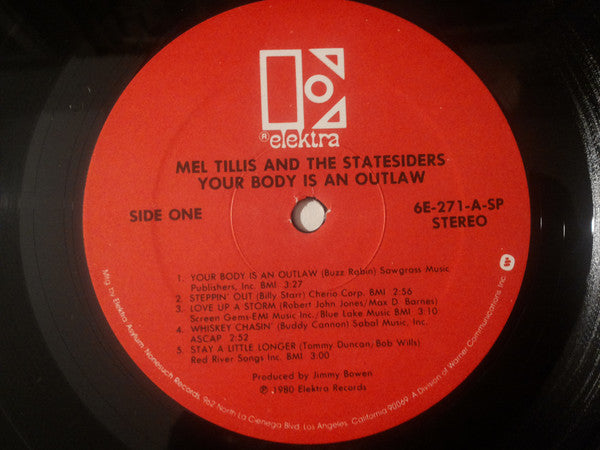 ® elektra
MEL TILLIS AND THE STATESIDERS
YOUR BODY IS AN OUTLAW
SIDE ONE
6E-271-A-SP
STEREO
1. YOUR BODY IS AN OUTLAW (Buzz Rabin) Sawgrass Music
Publishers, Inc. BMI 3:27
2. STEPPIN' OUT (Billy Starr) Cherio Corp. BMI 2:56
3. LOVE UP A STORM (Robert John Jones/Max D. Barnes)
Screen Gems-EMI Music Inc./Blue Lake Music BMI 3:10
4. WHISKEY CHASIN' (Buddy Cannon) Sabal Music, Inc.
ASCAP 2:52
5. STAY A LITTLE LONGER (Tommy Duncan/Bob Wills)
Red River Songs Inc. BMI 3:00
Produced by Jimmy Bowen
℗ 1980 Elektra Records
Mfg. by Elektra/Asylum/Nonesuch Records, 962 North La Cienega Blvd. Los Angeles, California 90069. A Division of Warner Communications Inc.